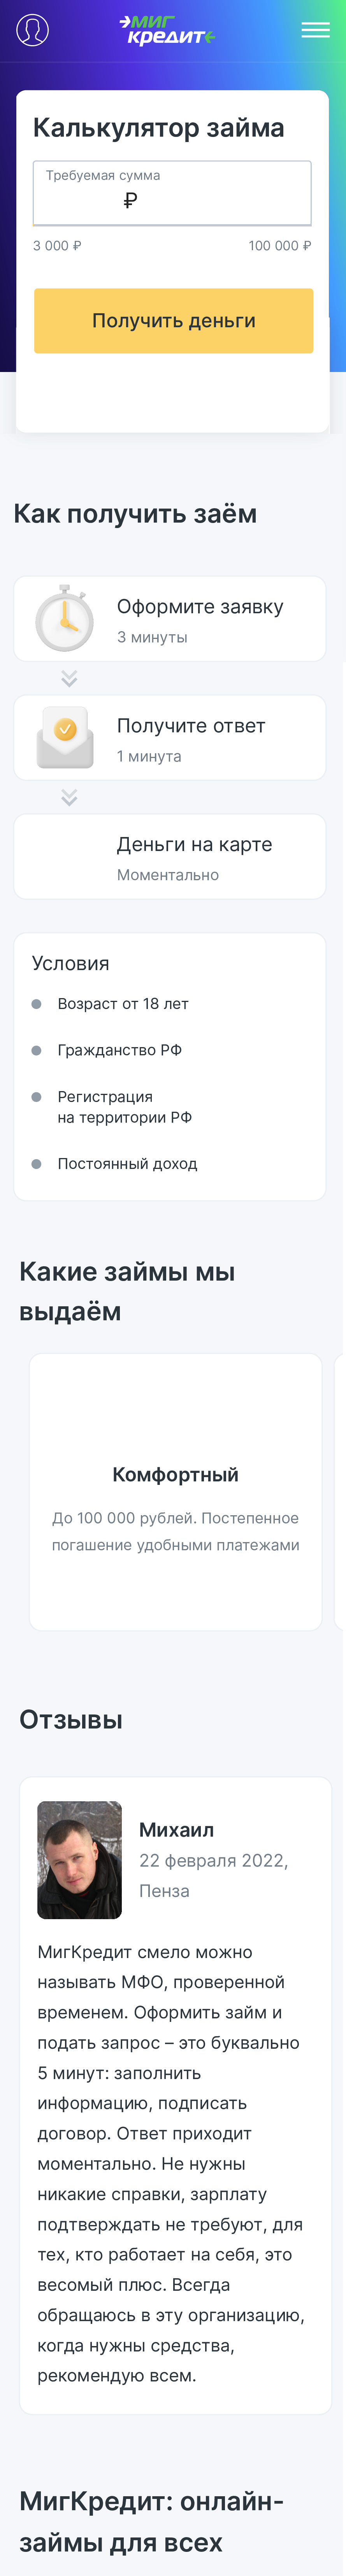 миг
кредит
Калькулятор займа
Требуемая сумма
₽
3 000 ₽ 100 000 ₽
Получить деньги
Как получить заём
Оформите заявку
3 минуты
Получите ответ
1 минута
Деньги на карте
Моментально
Условия
Возраст от 18 лет
Гражданство РФ
Регистрация
на территории РФ
Постоянный доход
Какие займы мы
выдаём
Комфортный
До 100 000 рублей. Постепенное
погашение удобными платежами
Отзывы
Михаил
22 февраля 2022,
Пенза
МигКредит смело можно
называть МФО, проверенной
временем. Оформить займ и
подать запрос – это буквально
5 минут: заполнить
информацию, подписать
договор. Ответ приходит
моментально. Не нужны
никакие справки, зарплату
подтверждать не требуют, для
тех, кто работает на себя, это
весомый плюс. Всегда
обращаюсь в эту организацию,
когда нужны средства,
рекомендую всем.
МигКредит: онлайн-
займы для всех